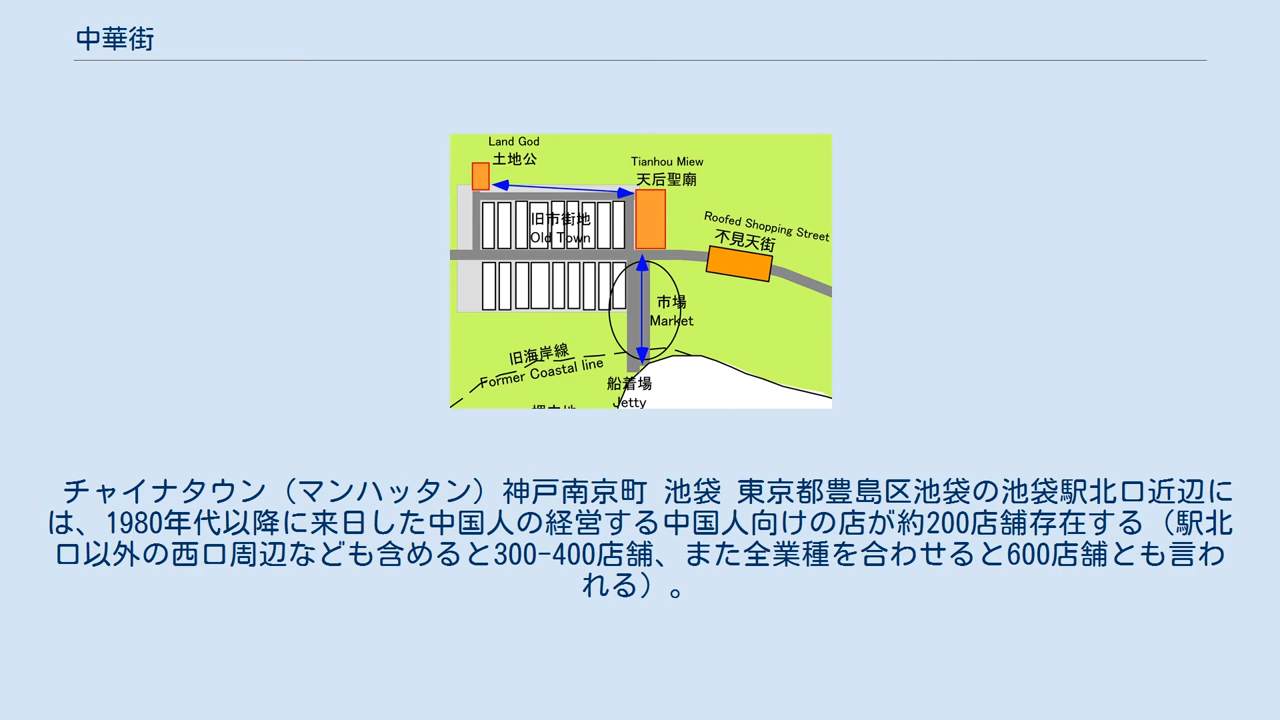 中華街
Land God
土地公
Tianhou Miew
天后聖廟
旧市街地
Old Town
Roofed Shopping Street
不見天街
市場
Market
旧海岸線
Former Coastal line
船着場
Jetty
チャイナタウン（マンハッタン）神戸南京町 池袋 東京都豊島区池袋の池袋駅北口近辺に
は、1980年代以降に来日した中国人の経営する中国人向けの店が約200店舗存在する（駅北
口以外の西口周辺なども含めると300-400店舗、また全業種を合わせると600店舗とも言わ
れる）。